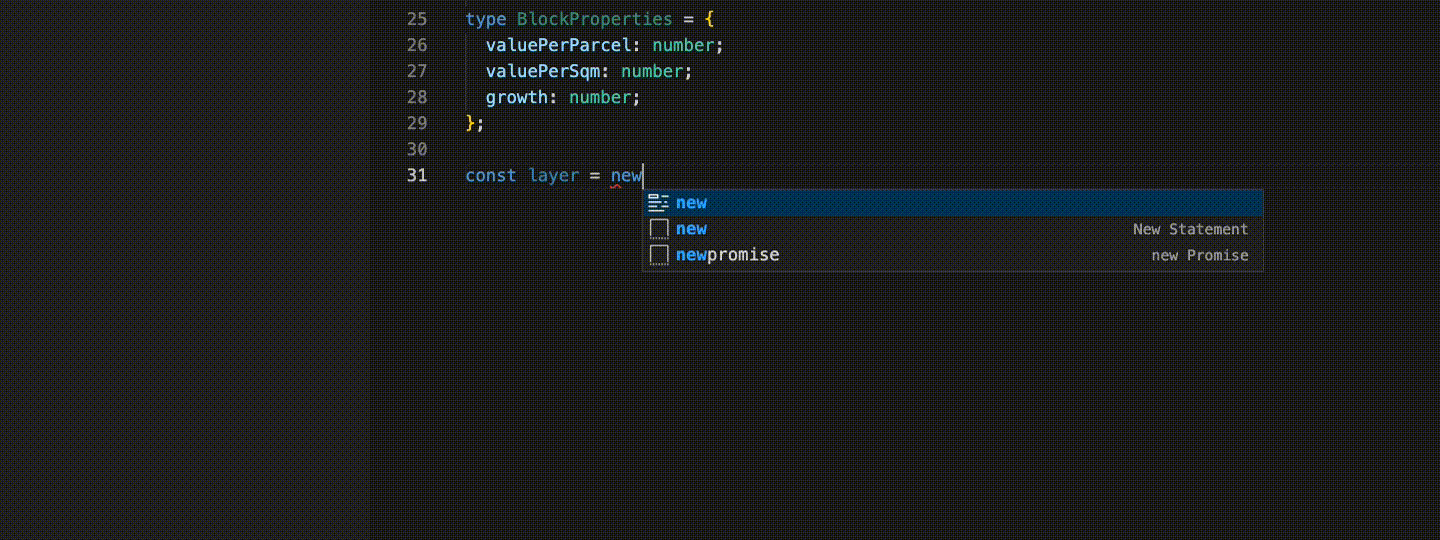 25 type BlockProperties = {
26 valuePerParcel: number;
27 valuePerSqm: number;
28 growth: number;
29 };
30
31 const layer = new
new
new New Statement
newpromise new Promise